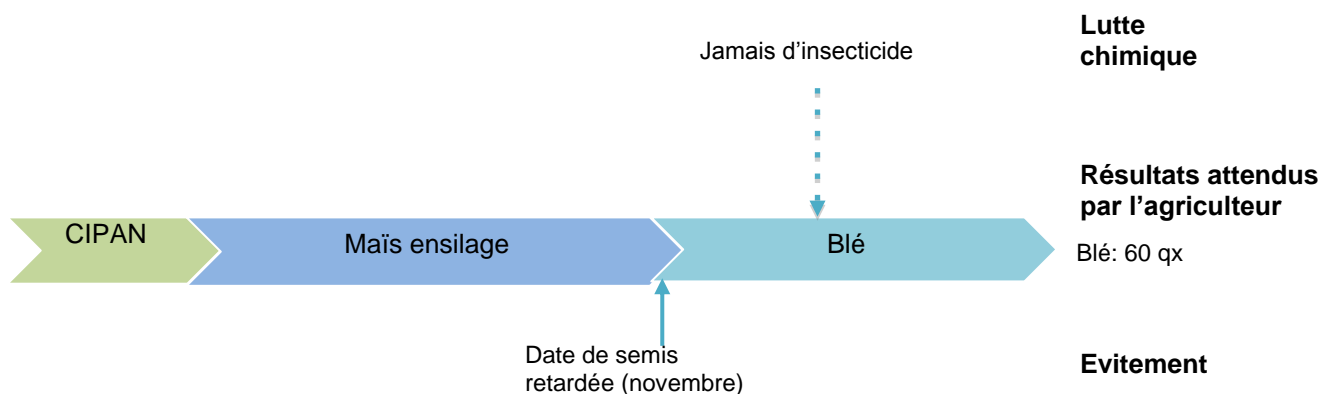 Lutte
chimique
Jamais d’insecticide
Résultats attendus
par l’agriculteur
CIPAN
Maïs ensilage
Blé
Blé: 60 qx
Date de semis
retardée (novembre)
Evitement